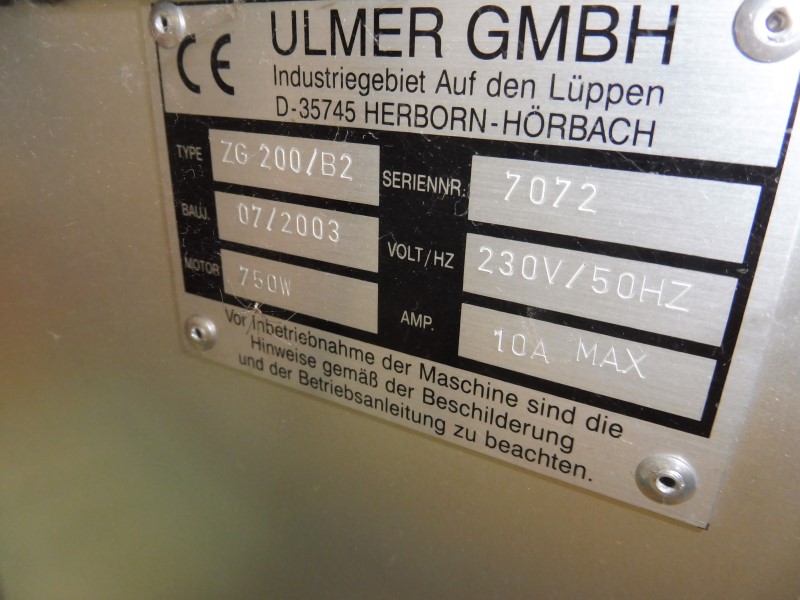 CE ULMER GMBH
Industriegebiet Auf den Lüppen
D-35745 HERBORN-HÖRBACH
TYPE ZG 200/B2 SERIENNR. 7072
BAUJ. 07/2003 VOLT/HZ 230V/50HZ
MOTOR 750W AMP. 10A MAX
Vor Inbetriebnahme der Maschine sind die
Hinweise gemäß der Beschilderung
und der Betriebsanleitung zu beachten.